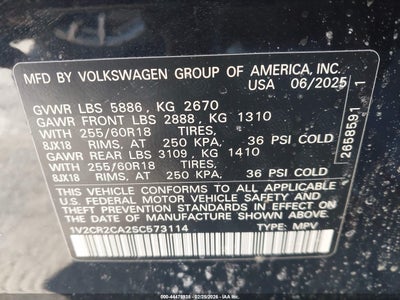 MFD BY VOLKSWAGEN GROUP OF AMERICA, INC.
USA 06/2025
GVWR LBS 5886, KG 2670
GAWR FRONT LBS 2888, KG 1310
WITH 255/60R18 TIRES,
8JX18 RIMS, AT 250 KPA, 36 PSI COLD
GAWR REAR LBS 3109, KG 1410
WITH 255/60R18 TIRES,
8JX18 RIMS, AT 250 KPA, 36 PSI COLD
THIS VEHICLE CONFORMS TO ALL APPLICABLE
U.S. FEDERAL MOTOR VEHICLE SAFETY
STANDARDS IN EFFECT ON THE DATE OF
MANUFACTURE SHOWN ABOVE.
1V2CR2CA2SC573114 TYPE: MPV
2658591 1